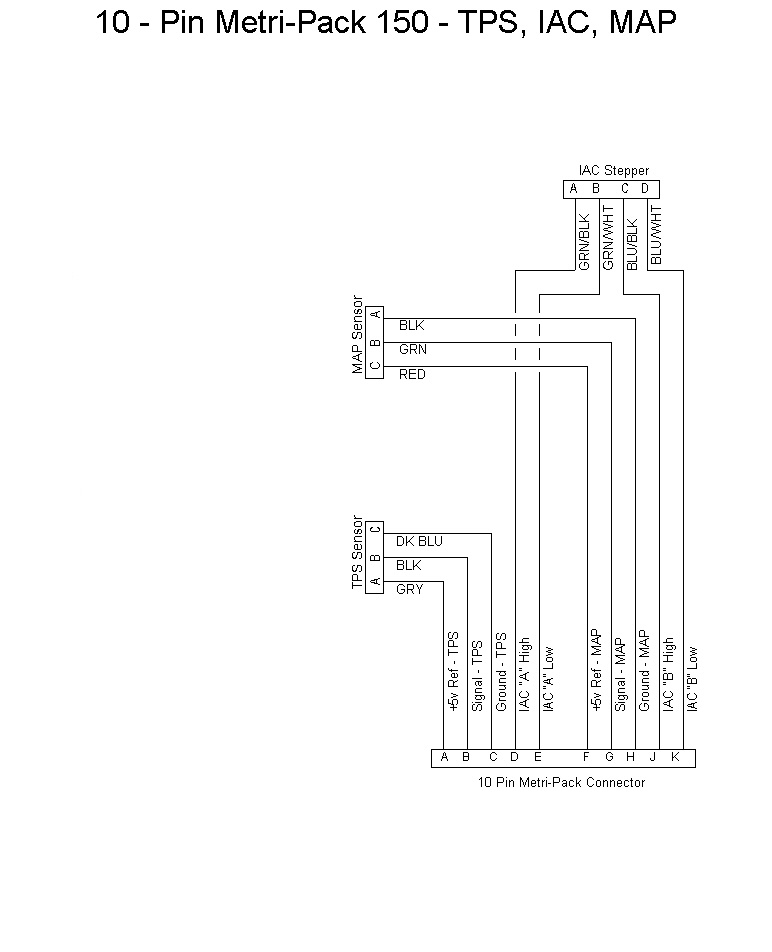 10 - Pin Metri-Pack 150 - TPS, IAC, MAP
IAC Stepper
A B C D
GRN/BLK
GRN/WHT
BLU/BLK
BLU/WHT
MAP Sensor
A
B
C
BLK
GRN
RED
TPS Sensor
C
B
A
DK BLU
BLK
GRY
+5v Ref - TPS
Signal - TPS
Ground - TPS
IAC "A" High
IAC "A" Low
+5v Ref - MAP
Signal - MAP
Ground - MAP
IAC "B" High
IAC "B" Low
A B C D E F G H J K
10 Pin Metri-Pack Connector